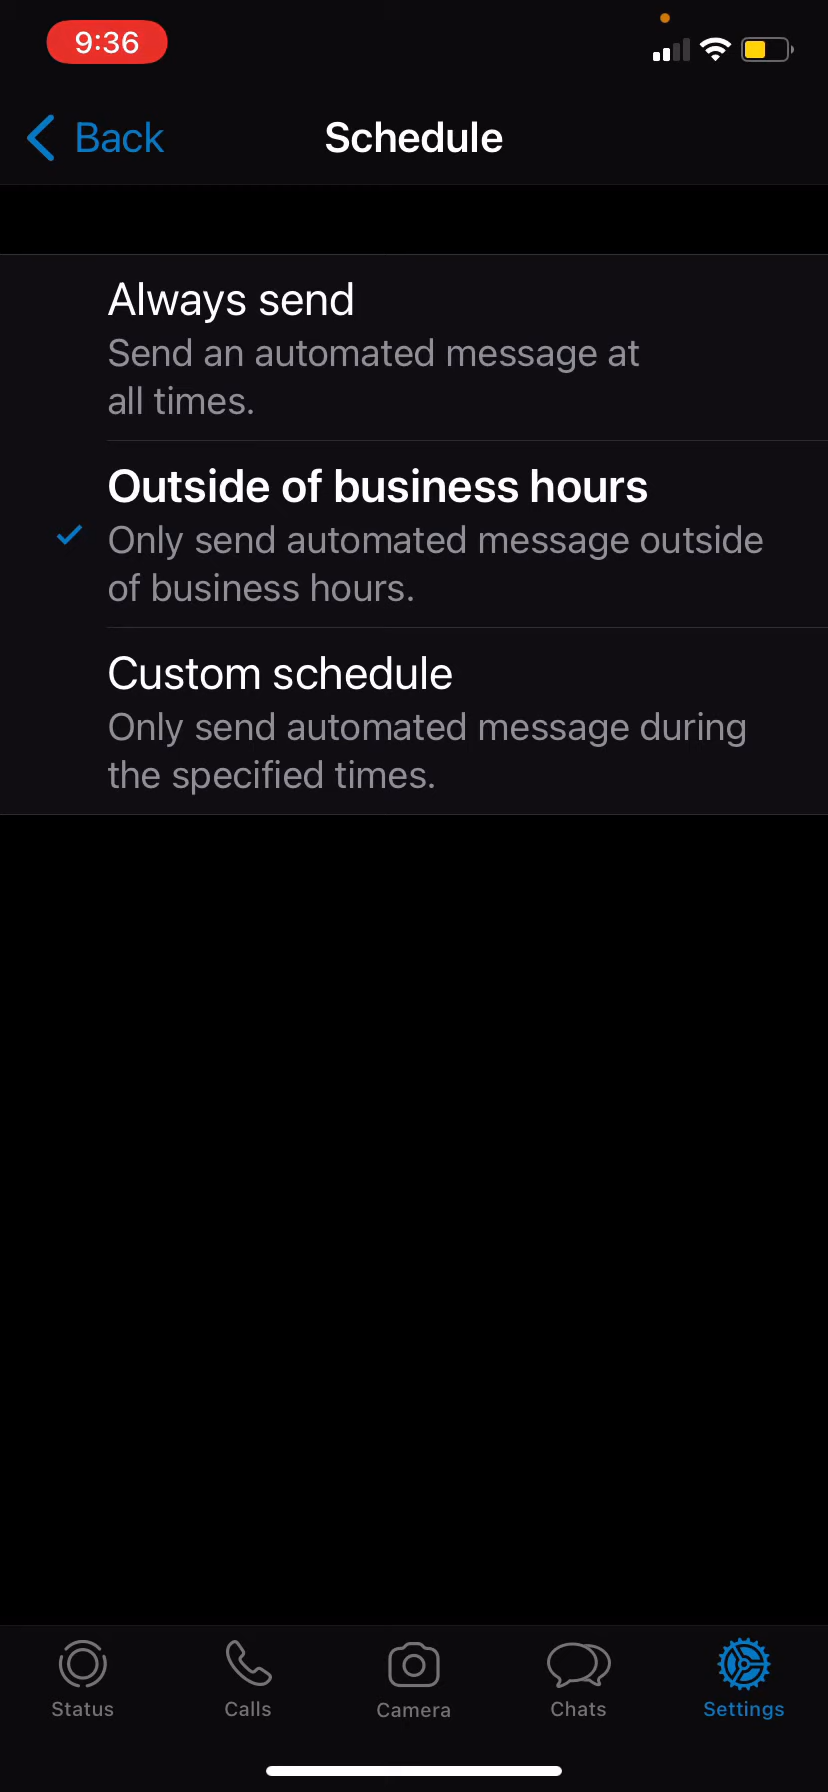 9:36
Back
Schedule
Always send
Send an automated message at
all times.
Outside of business hours
Only send automated message outside
of business hours.
Custom schedule
Only send automated message during
the specified times.
Status
Calls
Camera
Chats
Settings